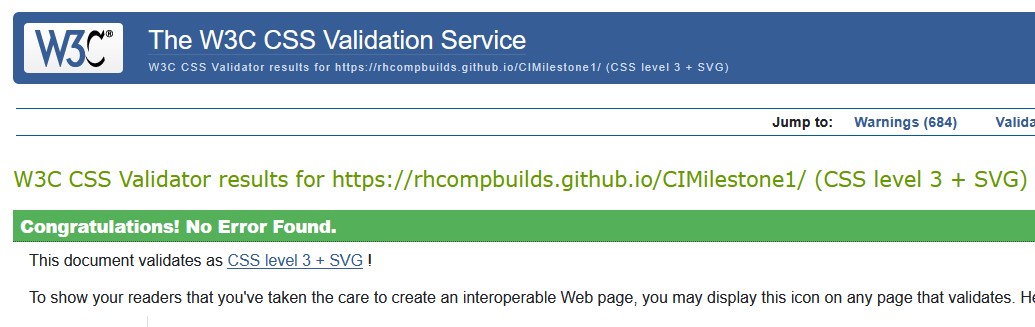 W3C®
The W3C CSS Validation Service
W3C CSS Validator results for https://rhcompbuilds.github.io/CIMilestone1/ (CSS level 3 + SVG)
Jump to: Warnings (684) Valida
W3C CSS Validator results for https://rhcompbuilds.github.io/CIMilestone1/ (CSS level 3 + SVG)
Congratulations! No Error Found.
This document validates as CSS level 3 + SVG !
To show your readers that you've taken the care to create an interoperable Web page, you may display this icon on any page that validates. He